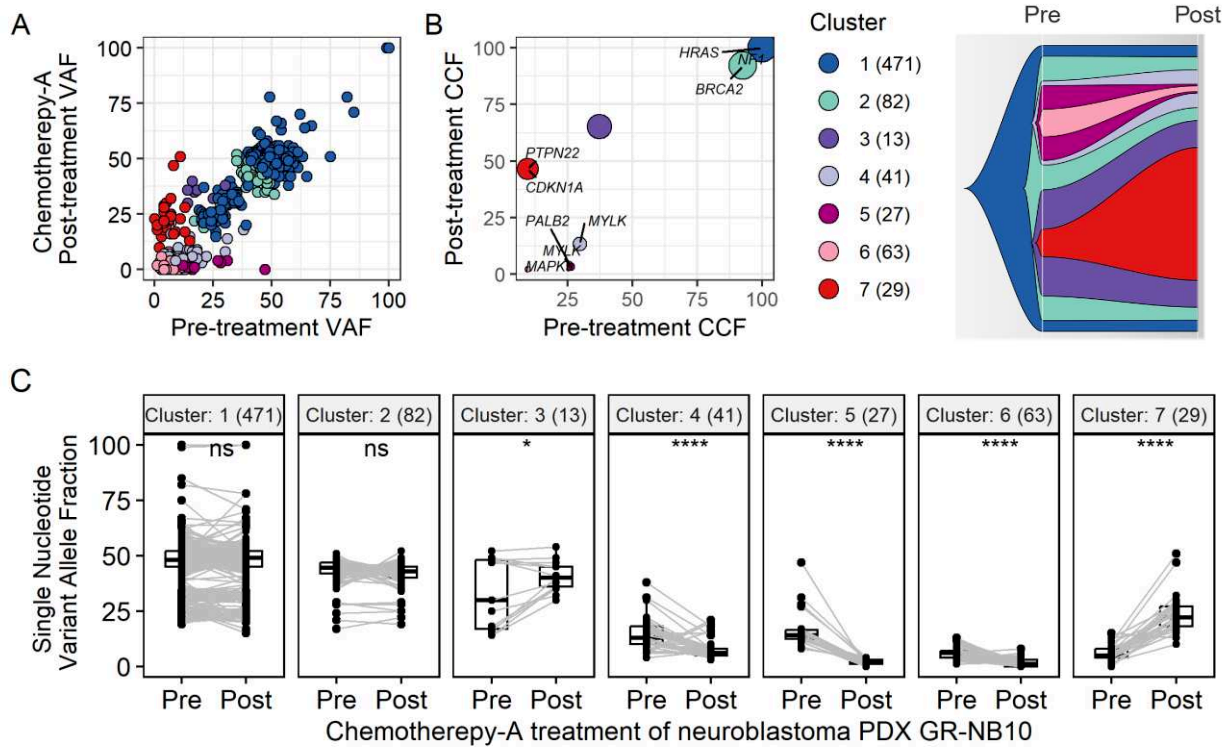 A
Chemotherepy-A
Post-treatment VAF
100
75
50
25
0
0
25
50
75
100
Pre-treatment VAF
B
Post-treatment CCF
100
75
50
25
0
HRAS
NF1
BRCA2
PTPN22
CDKN1A
PALB2
MYLK
MYLK
MAPK
25
50
75
100
Pre-treatment CCF
Cluster
1 (471)
2 (82)
3 (13)
4 (41)
5 (27)
6 (63)
7 (29)
Pre
Post
C
Single Nucleotide
Variant Allele Fraction
100
75
50
25
0
Cluster: 1 (471)
Cluster: 2 (82)
Cluster: 3 (13)
Cluster: 4 (41)
Cluster: 5 (27)
Cluster: 6 (63)
Cluster: 7 (29)
ns
ns
*
****
****
****
****
Pre Post
Pre Post
Pre Post
Pre Post
Pre Post
Pre Post
Pre Post
Chemotherepy-A treatment of neuroblastoma PDX GR-NB10